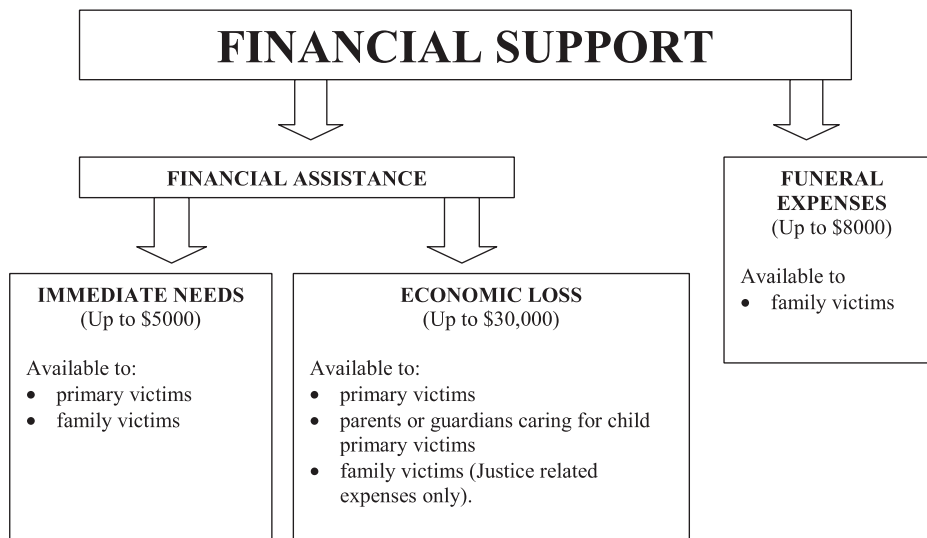 FINANCIAL SUPPORT
FINANCIAL ASSISTANCE
FUNERAL
EXPENSES
(Up to $8000)
Available to
• family victims
IMMEDIATE NEEDS
(Up to $5000)
Available to:
• primary victims
• family victims
ECONOMIC LOSS
(Up to $30,000)
Available to:
• primary victims
• parents or guardians caring for child
primary victims
• family victims (Justice related
expenses only).